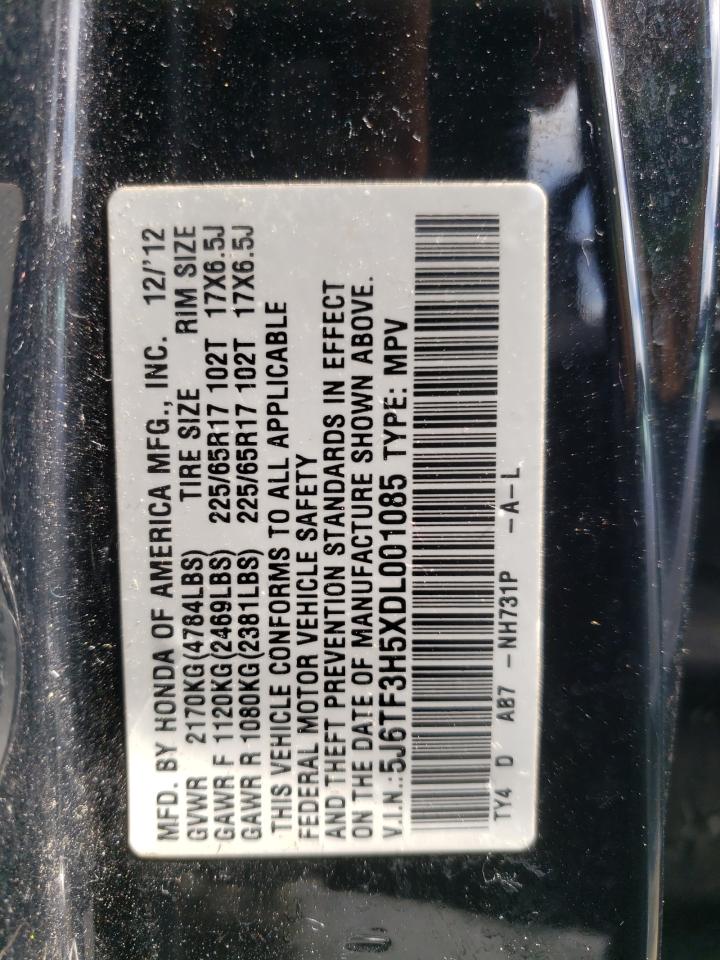 MFD. BY HONDA OF AMERICA MFG., INC. 12/'12
GVWR 2170KG(4784LBS) TIRE SIZE RIM SIZE
GAWR F 1120KG(2469LBS) 225/65R17 102T 17X6.5J
GAWR R 1080KG(2381LBS) 225/65R17 102T 17X6.5J
THIS VEHICLE CONFORMS TO ALL APPLICABLE
FEDERAL MOTOR VEHICLE SAFETY
AND THEFT PREVENTION STANDARDS IN EFFECT
ON THE DATE OF MANUFACTURE SHOWN ABOVE.
V.I.N.:5J6TF3H5XDL001085 TYPE: MPV
TY4 D AB7 -NH731P -A-L